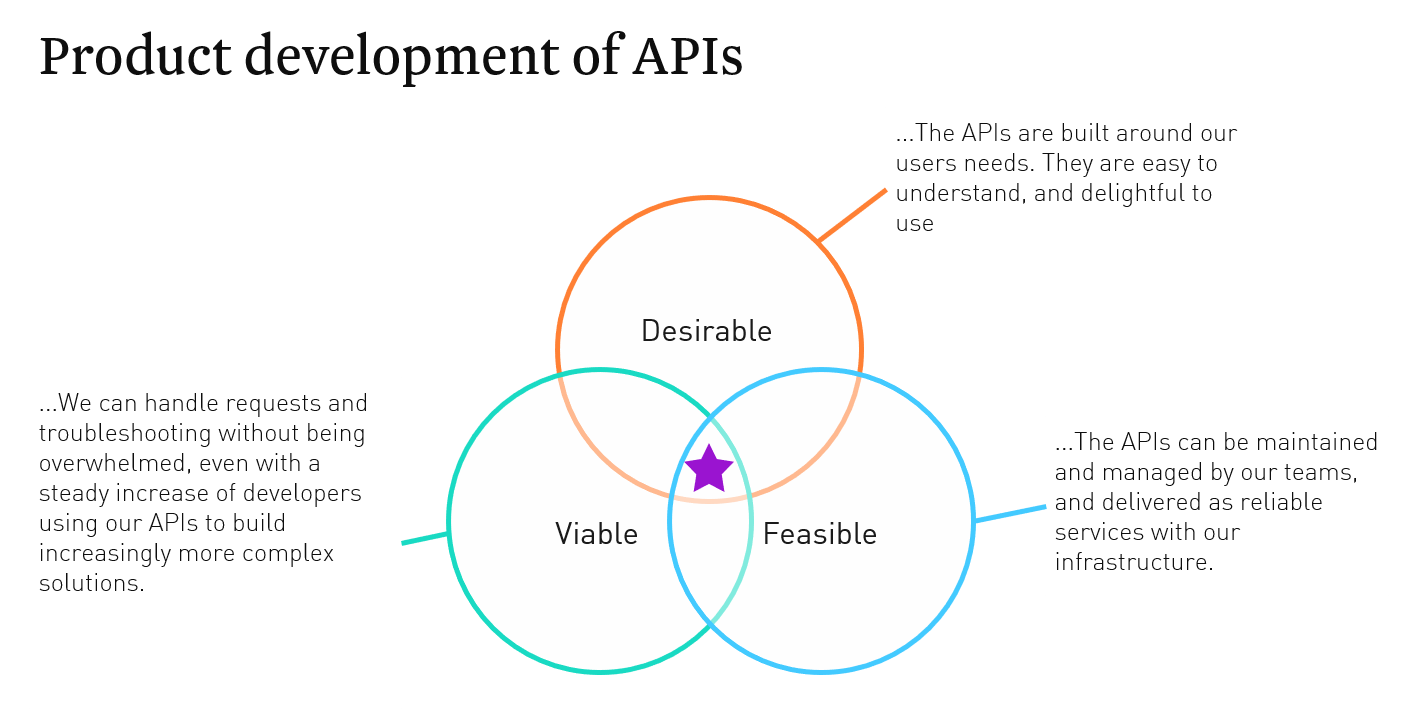 Product development of APIs
...The APIs are built around our
users needs. They are easy to
understand, and delightful to
use
Desirable
...We can handle requests and
troubleshooting without being
overwhelmed, even with a
steady increase of developers
using our APIs to build
increasingly more complex
solutions.
Viable
Feasible
...The APIs can be maintained
and managed by our teams,
and delivered as reliable
services with our
infrastructure.